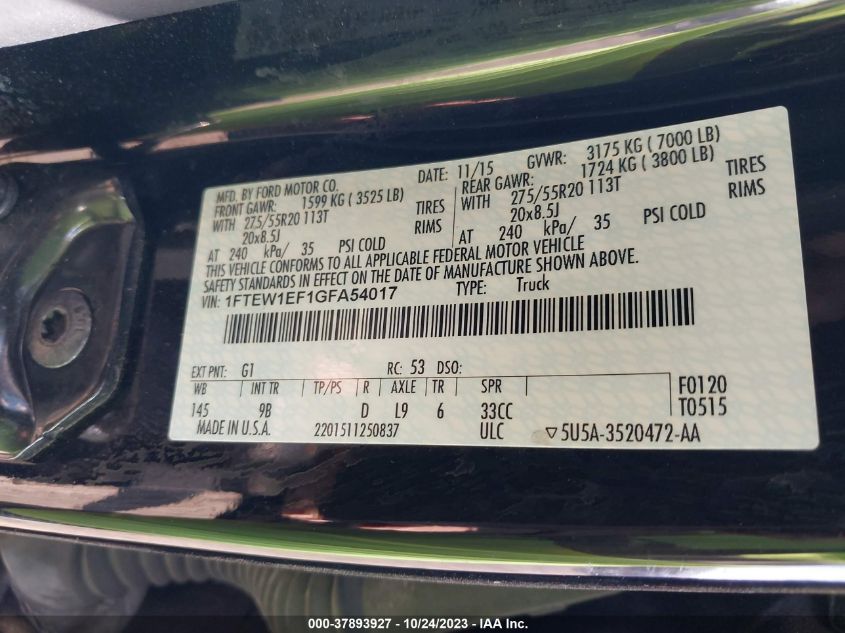 MFD. BY FORD MOTOR CO.
DATE: 11/15 GVWR: 3175 KG ( 7000 LB)
FRONT GAWR: 1599 KG ( 3525 LB) REAR GAWR: 1724 KG ( 3800 LB)
WITH 275/55R20 113T TIRES WITH 275/55R20 113T TIRES
20x8.5J RIMS 20x8.5J RIMS
AT 240 kPa/ 35 PSI COLD AT 240 kPa/ 35 PSI COLD
THIS VEHICLE CONFORMS TO ALL APPLICABLE FEDERAL MOTOR VEHICLE
SAFETY STANDARDS IN EFFECT ON THE DATE OF MANUFACTURE SHOWN ABOVE.
VIN: 1FTEW1EF1GFA54017 TYPE: Truck
EXT PNT: G1 RC: 53 DSO:
WB INT TR TP/PS R AXLE TR SPR F0120
145 9B D L9 6 33CC T0515
MADE IN U.S.A. 2201511250837 ULC ▽5U5A-3520472-AA
000-37893927 • 10/24/2023 • IAA Inc.